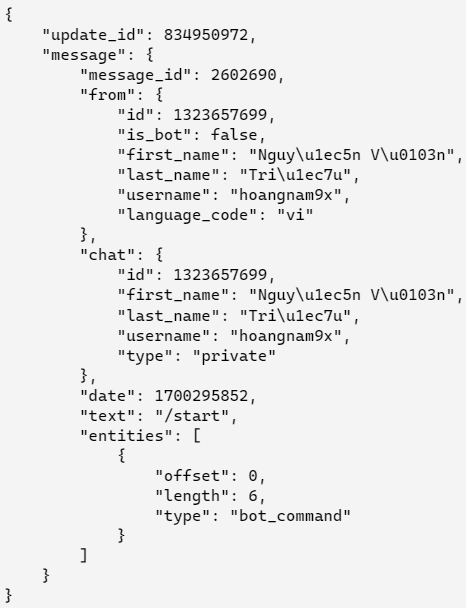 {
    "update_id": 834950972,
    "message": {
        "message_id": 2602690,
        "from": {
            "id": 1323657699,
            "is_bot": false,
            "first_name": "Nguy\u1ec5n V\u0103n",
            "last_name": "Tri\u1ec7u",
            "username": "hoangnam9x",
            "language_code": "vi"
        },
        "chat": {
            "id": 1323657699,
            "first_name": "Nguy\u1ec5n V\u0103n",
            "last_name": "Tri\u1ec7u",
            "username": "hoangnam9x",
            "type": "private"
        },
        "date": 1700295852,
        "text": "/start",
        "entities": [
            {
                "offset": 0,
                "length": 6,
                "type": "bot_command"
            }
        ]
    }
}